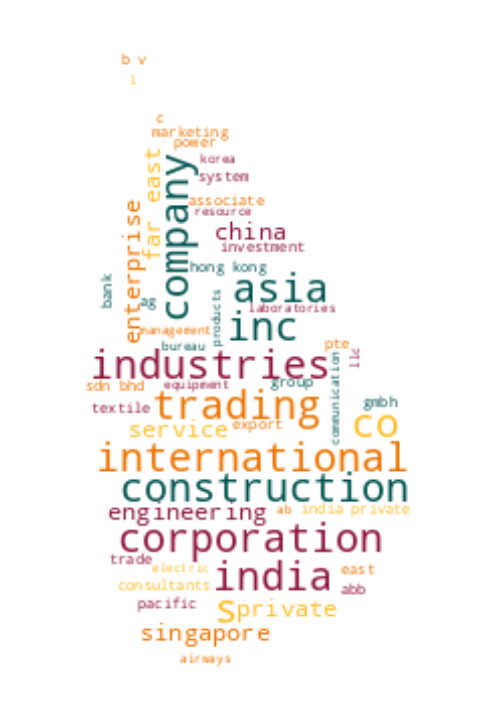 b v
l
c
marketing
power
korea
far east
company
system
associate
resource
enterprise
china
investment
hong kong
bank
asia
ag
products
laboratories
inc
management
bureau
pte
llc
industries
communication
sdn bhd
equipment
group
textile
trading
gmbh
service
export
co
international
construction
engineering
ab
india private
corporation
trade
electric
india
east
consultants
abb
pacific
s
private
singapore
airways